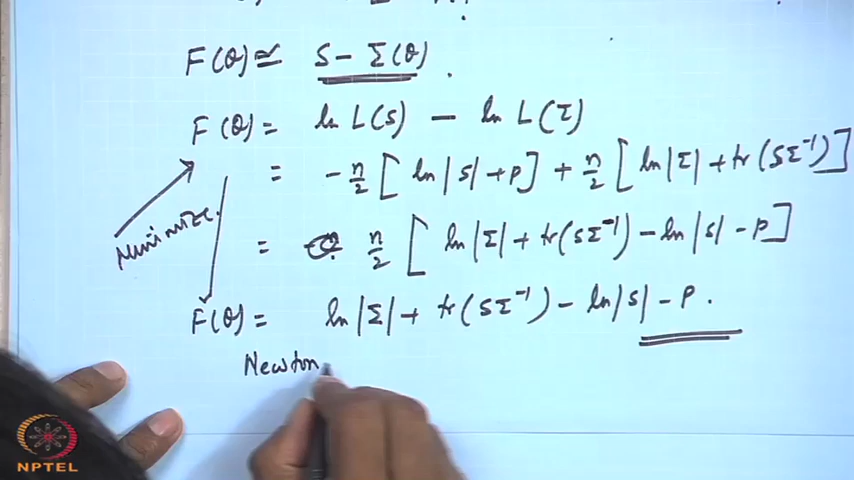 F(θ) ≅ S - Σ(θ).
F(θ) = ln L(S) - ln L(Σ)
= -n/2 [ ln|S| + p ] + n/2 [ ln|Σ| + tr(SΣ⁻¹) ]
Minimize.
= n/2 [ ln|Σ| + tr(SΣ⁻¹) - ln|S| - p ]
F(θ) = ln|Σ| + tr(SΣ⁻¹) - ln|S| - p.
Newton
NPTEL